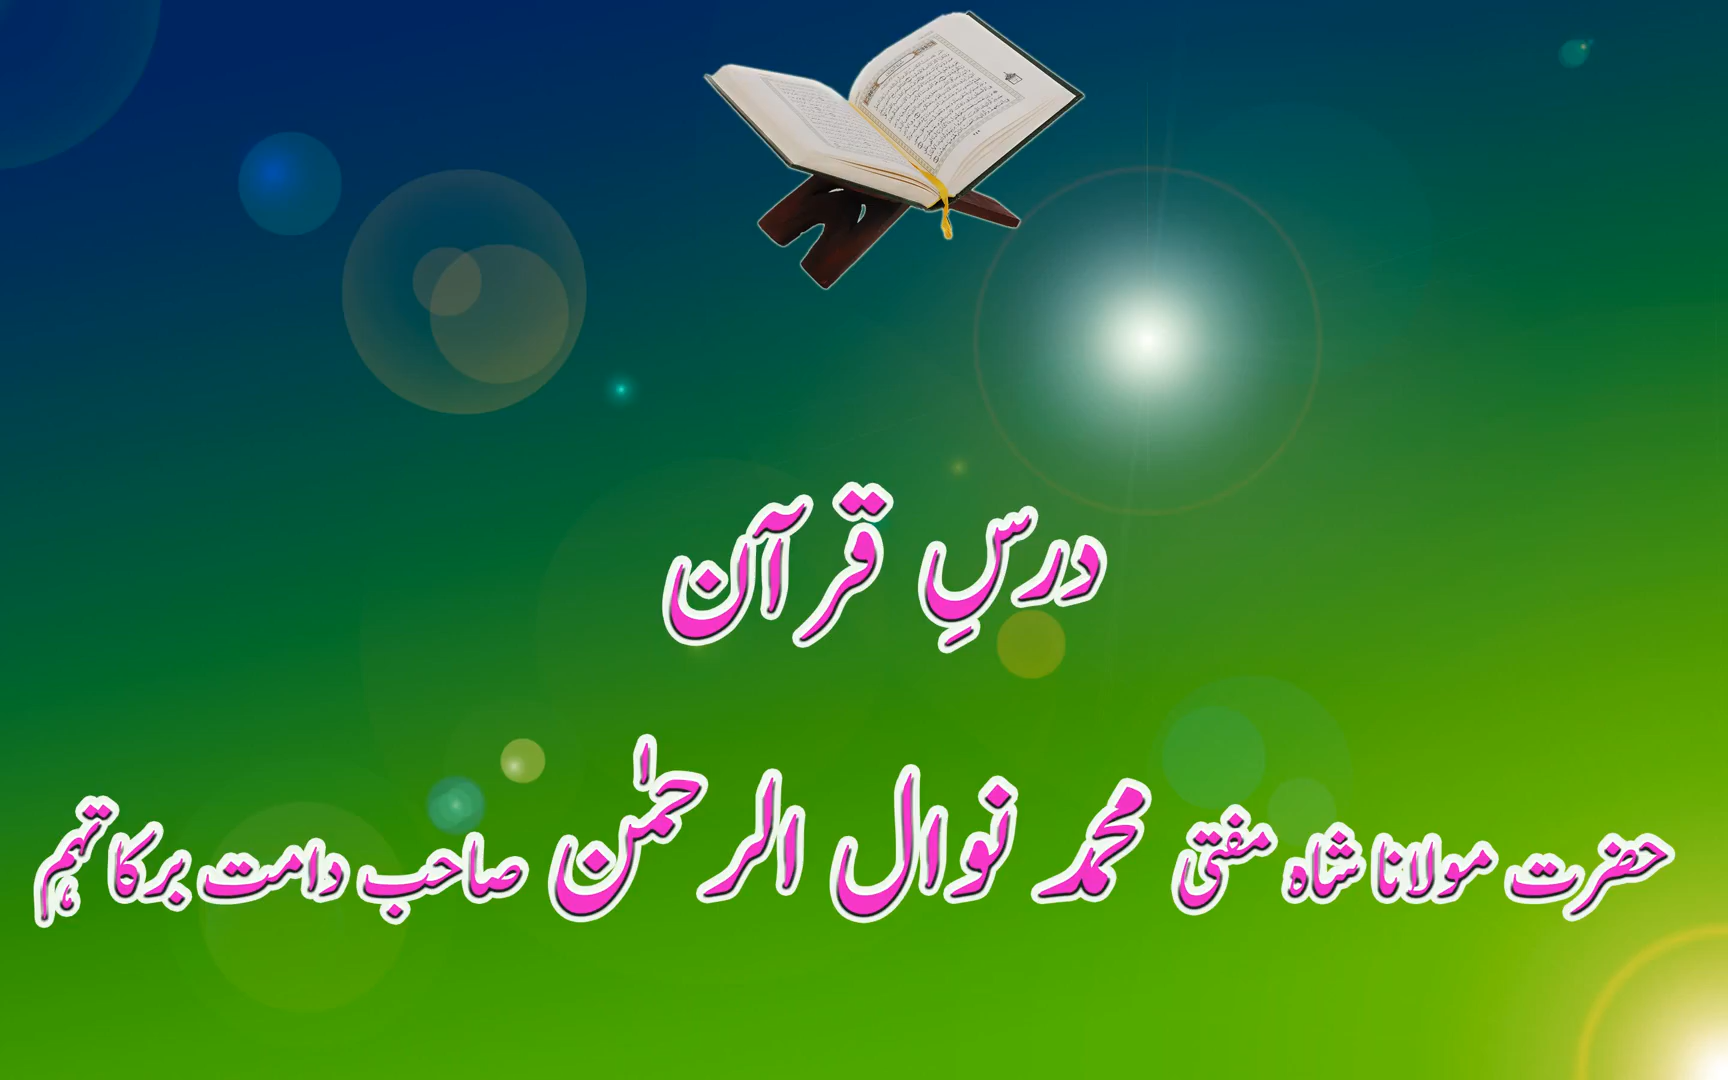 درسِ قرآن
حضرت مولانا شاہ مفتی محمد نوال الرحمٰن صاحب دامت برکاتہم